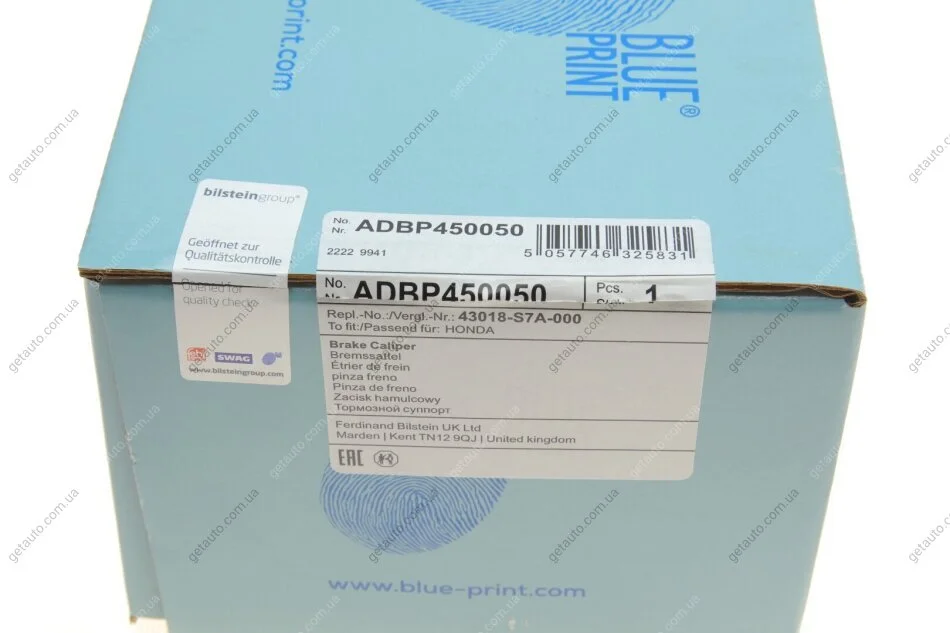 -print.com
BLUE
PRINT®
bilsteingroup®
Geöffnet zur
Qualitätskontrolle
Opened for
quality check
febi SWAG
www.bilsteingroup.com
No.
Nr. ADBP450050
2222 9941
5 057746 325831
No. ADBP450050
Nr.
Pcs. 1
Repl.-No.:/Vergl.-Nr.: 43018-S7A-000
To fit:/Passend für: HONDA
Brake Caliper
Bremssattel
Étrier de frein
pinza freno
Pinza de freno
Zacisk hamulcowy
Тормозной суппорт
Ferdinand Bilstein UK Ltd
Marden | Kent TN12 9QJ | United kingdom
EAC
www.blue-print.com
getauto.com.ua